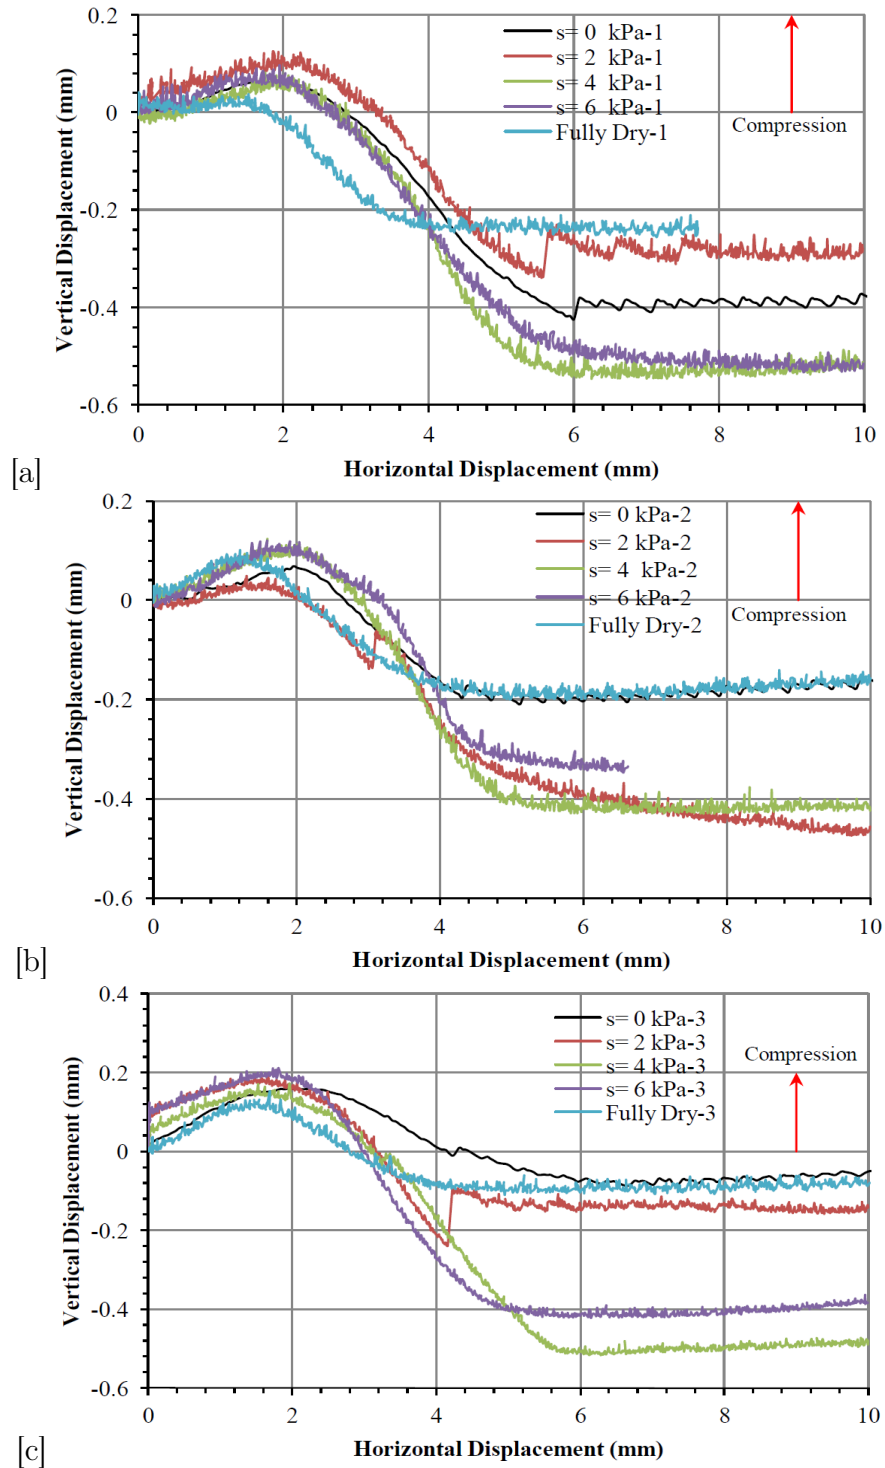 0.2
0
-0.2
-0.4
-0.6
Vertical Displacement (mm)
s= 0 kPa-1
s= 2 kPa-1
s= 4 kPa-1
s= 6 kPa-1
Fully Dry-1
Compression
0 2 4 6 8 10
Horizontal Displacement (mm)
[a]
0.2
0
-0.2
-0.4
-0.6
Vertical Displacement (mm)
s= 0 kPa-2
s= 2 kPa-2
s= 4 kPa-2
s= 6 kPa-2
Fully Dry-2
Compression
0 2 4 6 8 10
Horizontal Displacement (mm)
[b]
0.4
0.2
0
-0.2
-0.4
-0.6
Vertical Displacement (mm)
s= 0 kPa-3
s= 2 kPa-3
s= 4 kPa-3
s= 6 kPa-3
Fully Dry-3
Compression
0 2 4 6 8 10
Horizontal Displacement (mm)
[c]